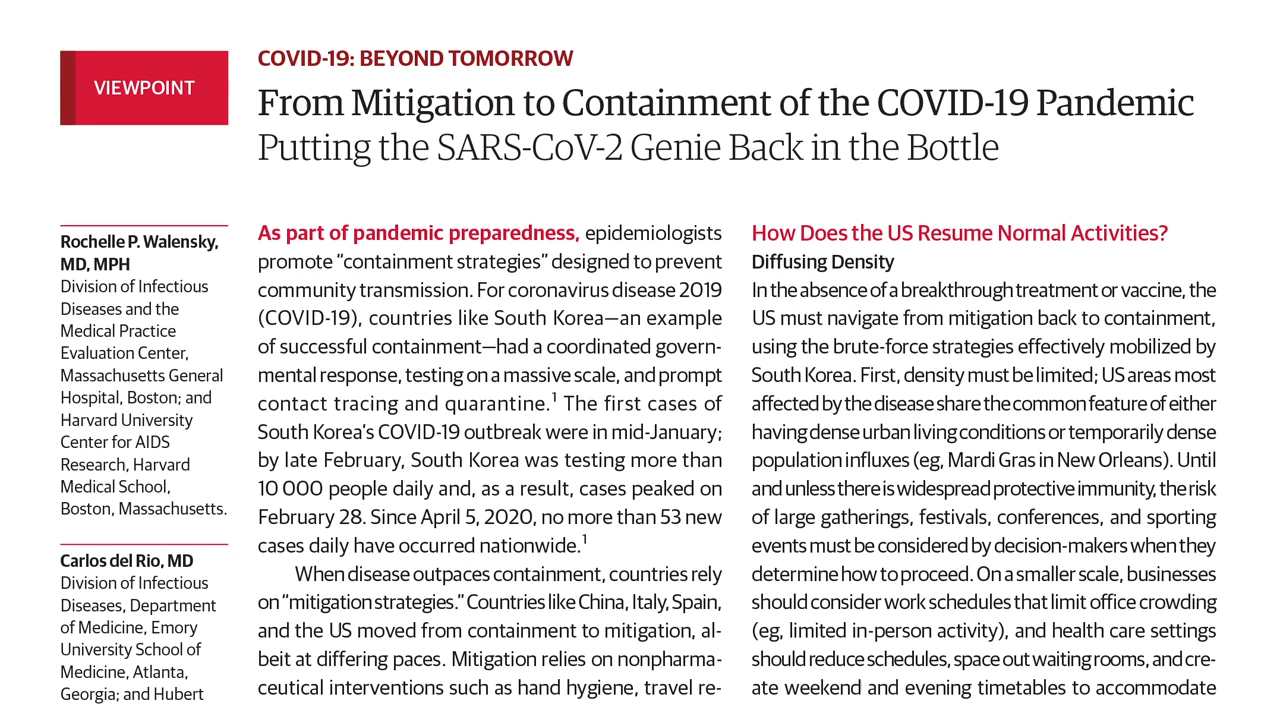 VIEWPOINT
COVID-19: BEYOND TOMORROW
From Mitigation to Containment of the COVID-19 Pandemic
Putting the SARS-CoV-2 Genie Back in the Bottle
Rochelle P. Walensky,
MD, MPH
Division of Infectious
Diseases and the
Medical Practice
Evaluation Center,
Massachusetts General
Hospital, Boston; and
Harvard University
Center for AIDS
Research, Harvard
Medical School,
Boston, Massachusetts.
Carlos del Rio, MD
Division of Infectious
Diseases, Department
of Medicine, Emory
University School of
Medicine, Atlanta,
Georgia; and Hubert
As part of pandemic preparedness, epidemiologists
promote “containment strategies” designed to prevent
community transmission. For coronavirus disease 2019
(COVID-19), countries like South Korea—an example
of successful containment—had a coordinated govern-
mental response, testing on a massive scale, and prompt
contact tracing and quarantine.1 The first cases of
South Korea’s COVID-19 outbreak were in mid-January;
by late February, South Korea was testing more than
10 000 people daily and, as a result, cases peaked on
February 28. Since April 5, 2020, no more than 53 new
cases daily have occurred nationwide.1
When disease outpaces containment, countries rely
on “mitigation strategies.” Countries like China, Italy, Spain,
and the US moved from containment to mitigation, al-
beit at differing paces. Mitigation relies on nonpharma-
ceutical interventions such as hand hygiene, travel re-
How Does the US Resume Normal Activities?
Diffusing Density
In the absence of a breakthrough treatment or vaccine, the
US must navigate from mitigation back to containment,
using the brute-force strategies effectively mobilized by
South Korea. First, density must be limited; US areas most
affected by the disease share the common feature of either
having dense urban living conditions or temporarily dense
population influxes (eg, Mardi Gras in New Orleans). Until
and unless there is widespread protective immunity, the risk
of large gatherings, festivals, conferences, and sporting
events must be considered by decision-makers when they
determine how to proceed. On a smaller scale, businesses
should consider work schedules that limit office crowding
(eg, limited in-person activity), and health care settings
should reduce schedules, space out waiting rooms, and cre-
ate weekend and evening timetables to accommodate